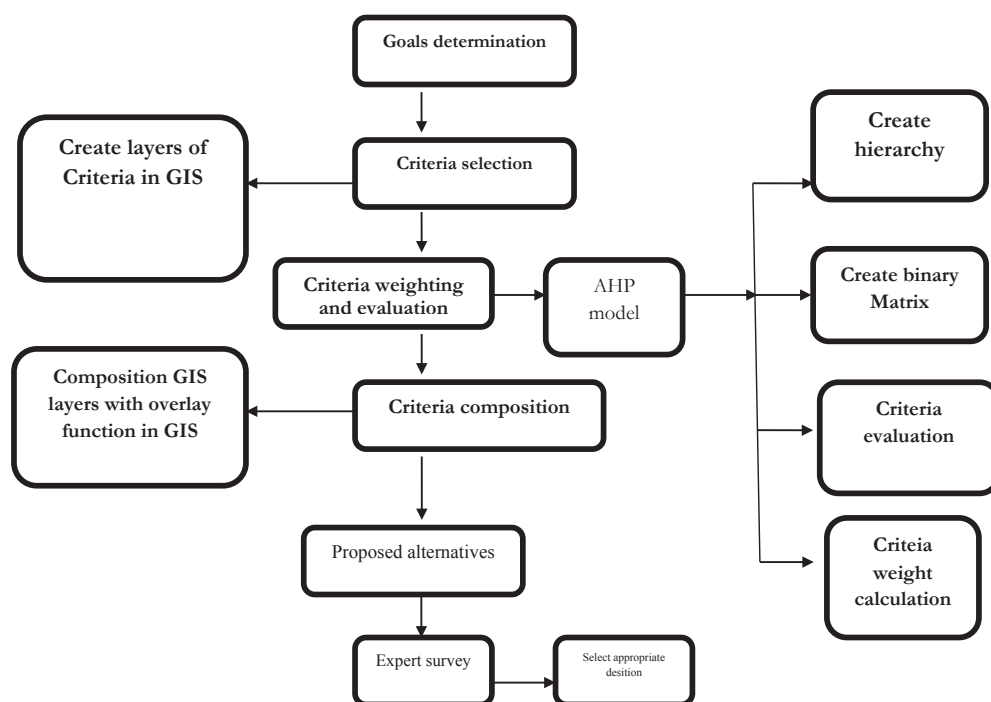 Goals determination
Create layers of
Criteria in GIS
Criteria selection
Create
hierarchy
Criteria weighting
and evaluation
AHP
model
Create binary
Matrix
Composition GIS
layers with overlay
function in GIS
Criteria composition
Criteria
evaluation
Proposed alternatives
Criteia
weight
calculation
Expert survey
Select appropriate
desition